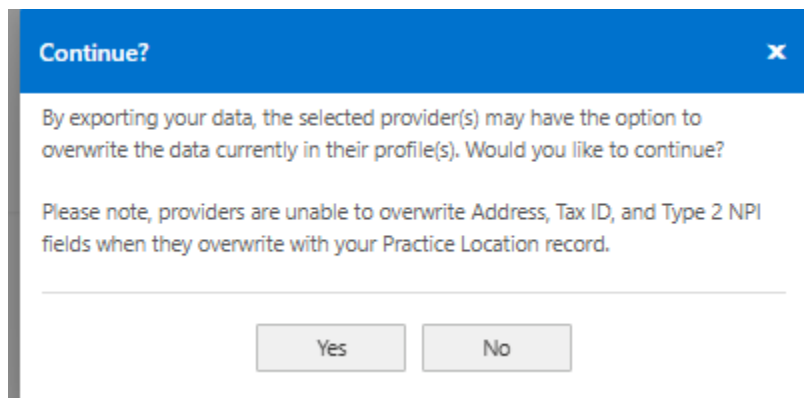 Continue?
By exporting your data, the selected provider(s) may have the option to
overwrite the data currently in their profile(s). Would you like to continue?
Please note, providers are unable to overwrite Address, Tax ID, and Type 2 NPI
fields when they overwrite with your Practice Location record.
Yes
No